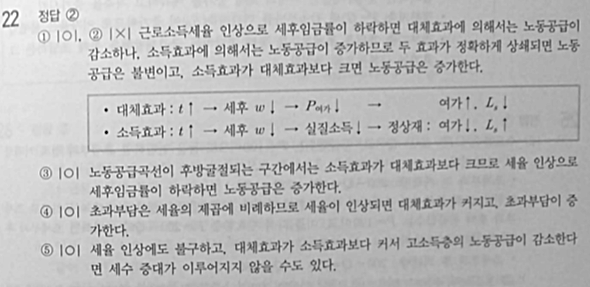 22 정답 ②
① |O|, ② |×| 근로소득세율 인상으로 세후임금률이 하락하면 대체효과에 의해서는 노동공급이
감소하나, 소득효과에 의해서는 노동공급이 증가하므로 두 효과가 정확하게 상쇄되면 노동
공급은 불변이고, 소득효과가 대체효과보다 크면 노동공급은 증가한다.
• 대체효과 : t↑ → 세후 w↓ → P여가↓ → 여가↑, Ls↓
• 소득효과 : t↑ → 세후 w↓ → 실질소득↓ → 정상재 : 여가↓, Ls↑
③ |O| 노동공급곡선이 후방굴절되는 구간에서는 소득효과가 대체효과보다 크므로 세율 인상으로
세후임금률이 하락하면 노동공급은 증가한다.
④ |O| 초과부담은 세율의 제곱에 비례하므로 세율이 인상되면 대체효과가 커지고, 초과부담이 증
가한다.
⑤ |O| 세율 인상에도 불구하고, 대체효과가 소득효과보다 커서 고소득층의 노동공급이 감소한다
면 세수 증대가 이루어지지 않을 수도 있다.